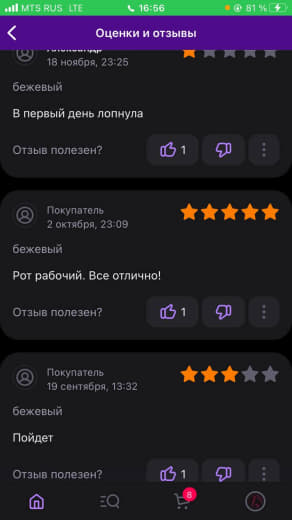 MTS RUS LTE 16:56 81 %
Оценки и отзывы
Александр
18 ноября, 23:25
бежевый
В первый день лопнула
Отзыв полезен? 1
Покупатель
2 октября, 23:09
бежевый
Рот рабочий. Все отлично!
Отзыв полезен? 1
Покупатель
19 сентября, 13:32
бежевый
Пойдет
Отзыв полезен? 1
8